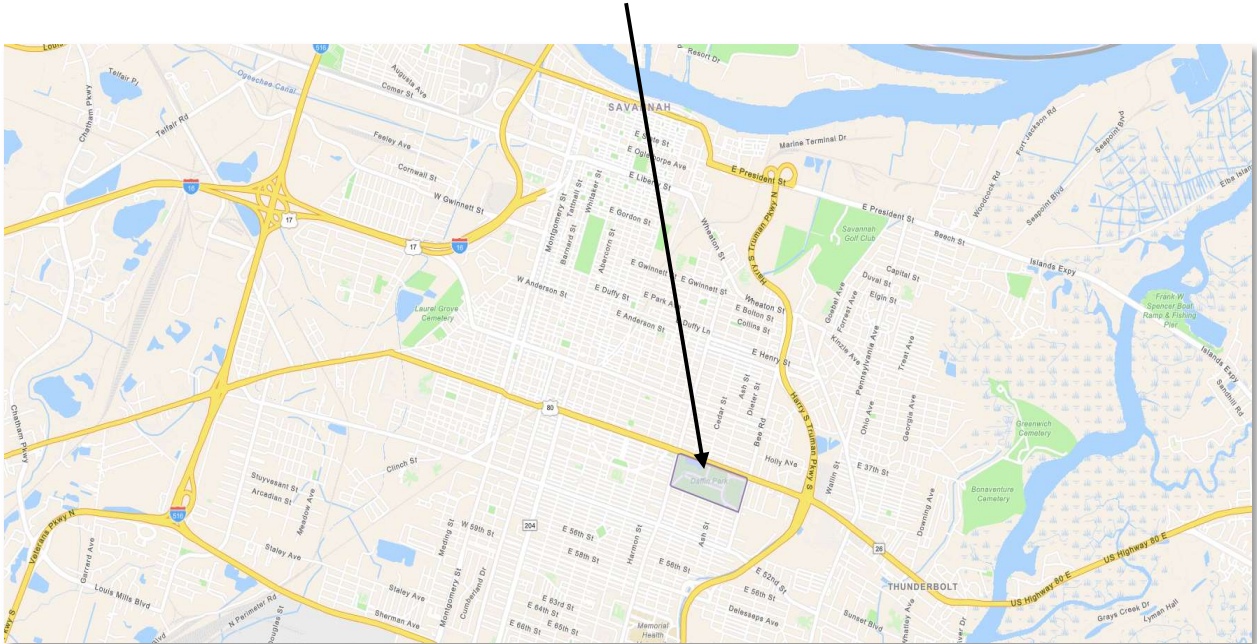 Resort Dr
516
Telfair Pl
Chatham Pkwy
Telfair Rd
Ogeechee Canal
Augusta Ave
Comer St
SAVANNAH
Feeley Ave
Cornwall St
W Gwinnett St
E State St
E Oglethorpe Ave
E Liberty St
E Gordon St
Marine Terminal Dr
E President St
E President St
Beech St
Islands Expy
Fort Jackson Rd
Woodcock Rd
Seapoint Blvd
Seapoint Blvd
16
17
17
16
Montgomery St
Barnard St
Tattnall St
Whitaker St
Abercorn St
Wheaton St
Harry S Truman Pkwy N
Savannah
Golf Club
Capital St
Duval St
Elgin St
Goebel Ave
Forrest Ave
Kinzie Ave
Pennsylvania Ave
Treat Ave
Frank W
Spencer Boat
Ramp & Fishing
Pier
Islands Expy
Sandhill Rd
Laurel Grove
Cemetery
W Anderson St
E Gwinnett St
E Gwinnett St
E Duffy St
E Park Ave
E Duffy Ln
E Anderson St
Wheaton St
E Bolton St
Collins St
E Henry St
Cedar St
Ash St
Dieter St
Bee Rd
Harry S Truman Pkwy S
Ohio Ave
Georgia Ave
Greenwich
Cemetery
Bonaventure
Cemetery
80
Chatham Pkwy
Clinch St
Holly Ave
E 37th St
Wallin St
Downing Ave
Daffin Park
Stuyvesant St
Arcadian St
Meadow Ave
516
Veterans Pkwy N
Garrard Ave
Staley Ave
Louis Mills Blvd
N Perimeter Rd
Staley Ave
Sherman Ave
Meding St
Montgomery St
Cumberland Dr
W 59th St
204
E 56th St
E 58th St
E 63rd St
E 64th St
E 65th St
E 66th St
Harmon St
E 56th St
Ash St
E 52nd St
E 56th St
Delesseps Ave
Memorial
Health
26
THUNDERBOLT
Sunset Blvd
US Highway 80 E
US Highway 80 E
Grays Creek Dr
Lyman Hall